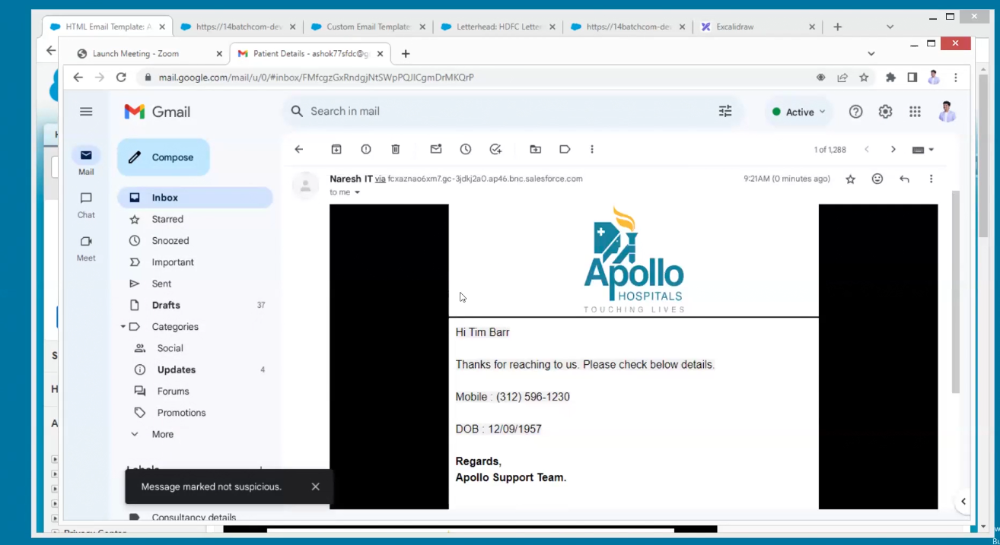 HTML Email Template: A
https://14batchcom-dev
Custom Email Template
Letterhead: HDFC Letter
https://14batchcom-dev
Excalidraw
Launch Meeting - Zoom
Patient Details - ashok77sfdc@g
mail.google.com/mail/u/0/#inbox/FMfcgzGxRndgjNtSWpPQJICgmDrMKQrP
Gmail
Search in mail
Active
Compose
1 of 1,288
Mail
Inbox
Chat
Starred
Meet
Snoozed
Important
Sent
Drafts 37
Categories
Social
Updates 4
Forums
Promotions
More
Labels
Message marked not suspicious.
Consultancy details
Naresh IT via fcxaznao6xm7.gc-3jdkj2a0.ap46.bnc.salesforce.com
9:21AM (0 minutes ago)
to me
Apollo
HOSPITALS
TOUCHING LIVES
Hi Tim Barr
Thanks for reaching to us. Please check below details.
Mobile : (312) 596-1230
DOB : 12/09/1957
Regards,
Apollo Support Team.
S
H
A